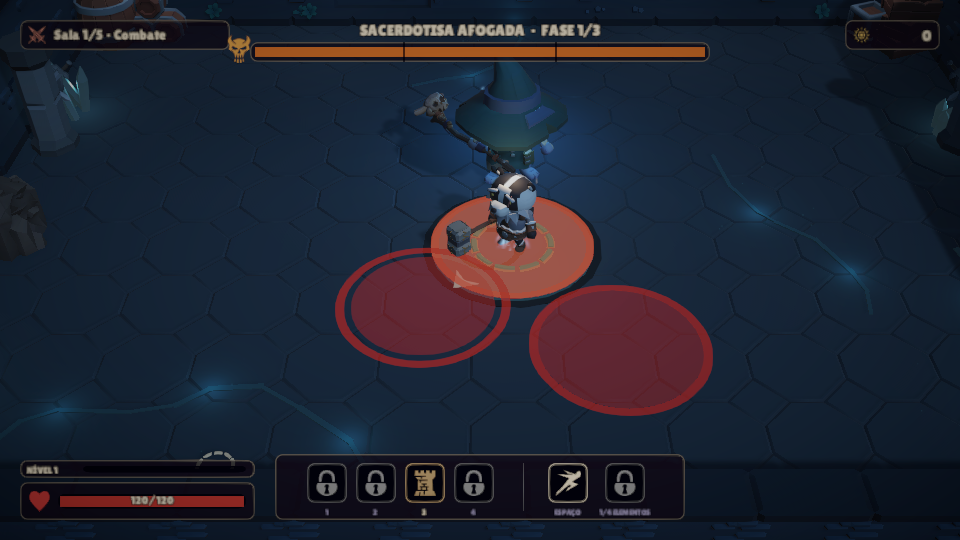 Sala 1/5 - Combate
SACERDOTISA AFOGADA - FASE 1/3
0
NÍVEL 1
120/120
1
2
3
4
ESPAÇO
1/4 ELEMENTOS